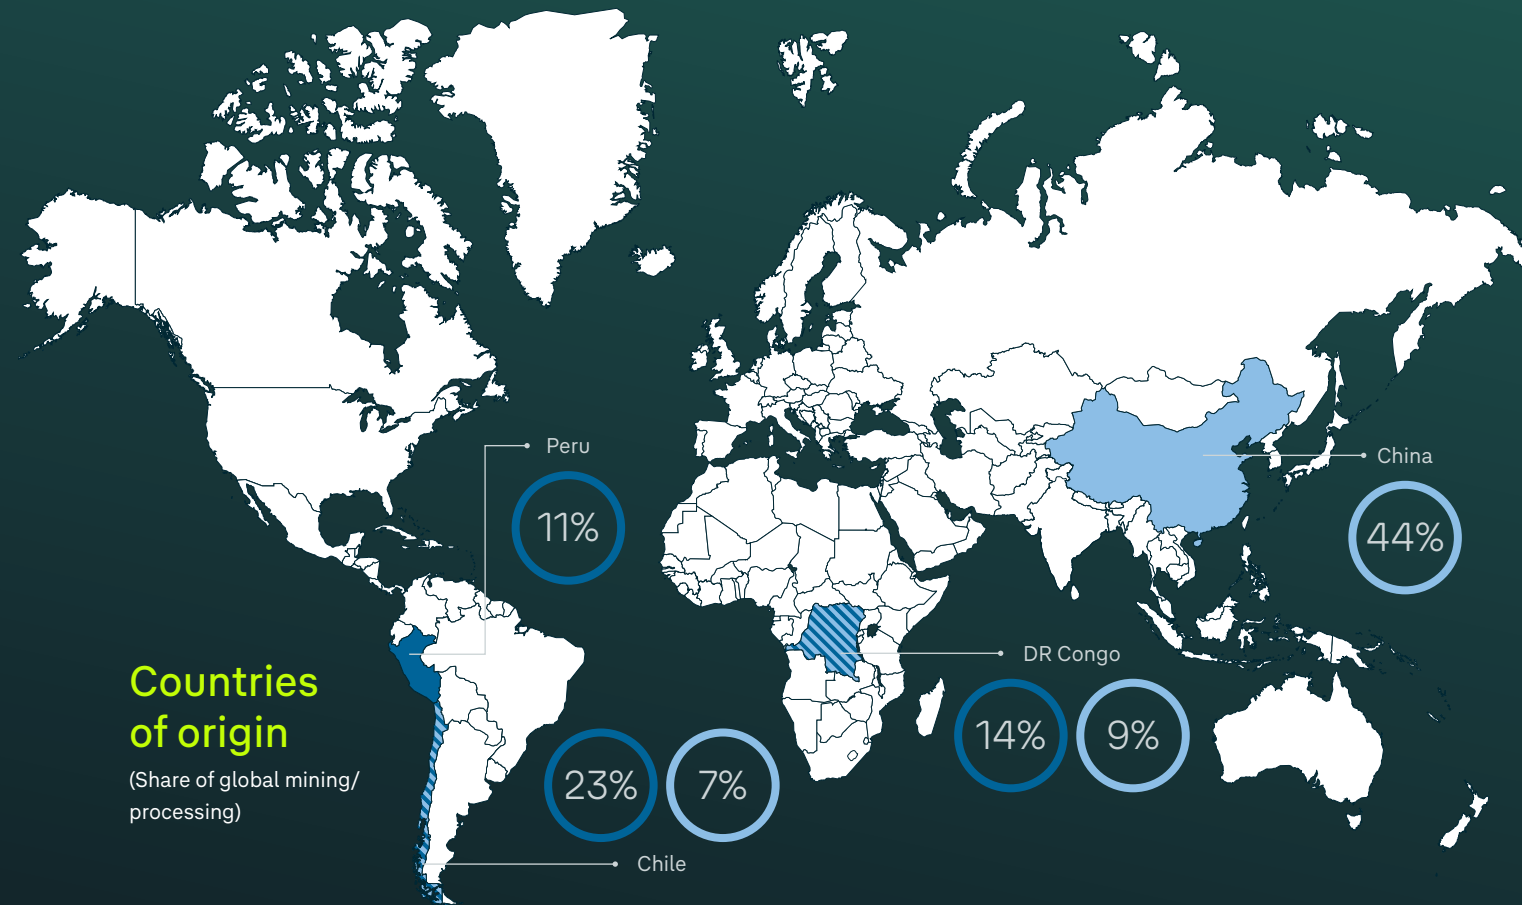 Peru
11%
China
44%
DR Congo
14%
9%
Countries
of origin
(Share of global mining/
processing)
23%
7%
Chile